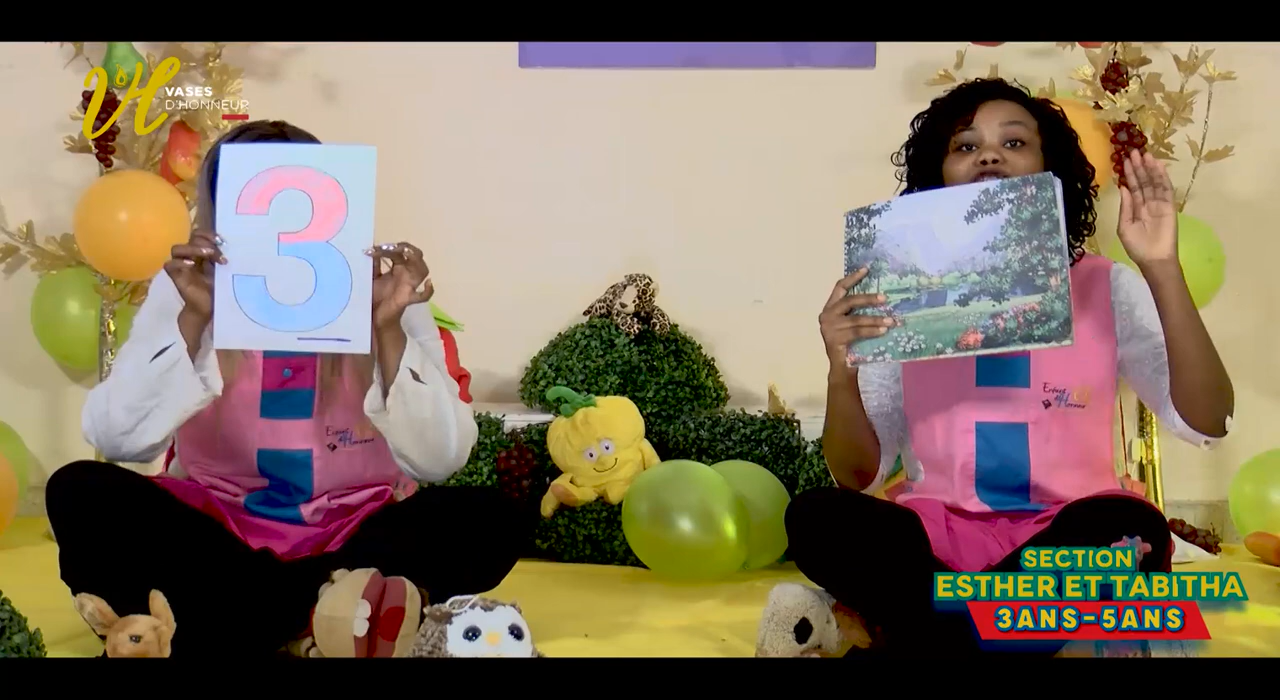 VH VASES
D'HONNEUR
3
SECTION
ESTHER ET TABITHA
3ANS-5ANS